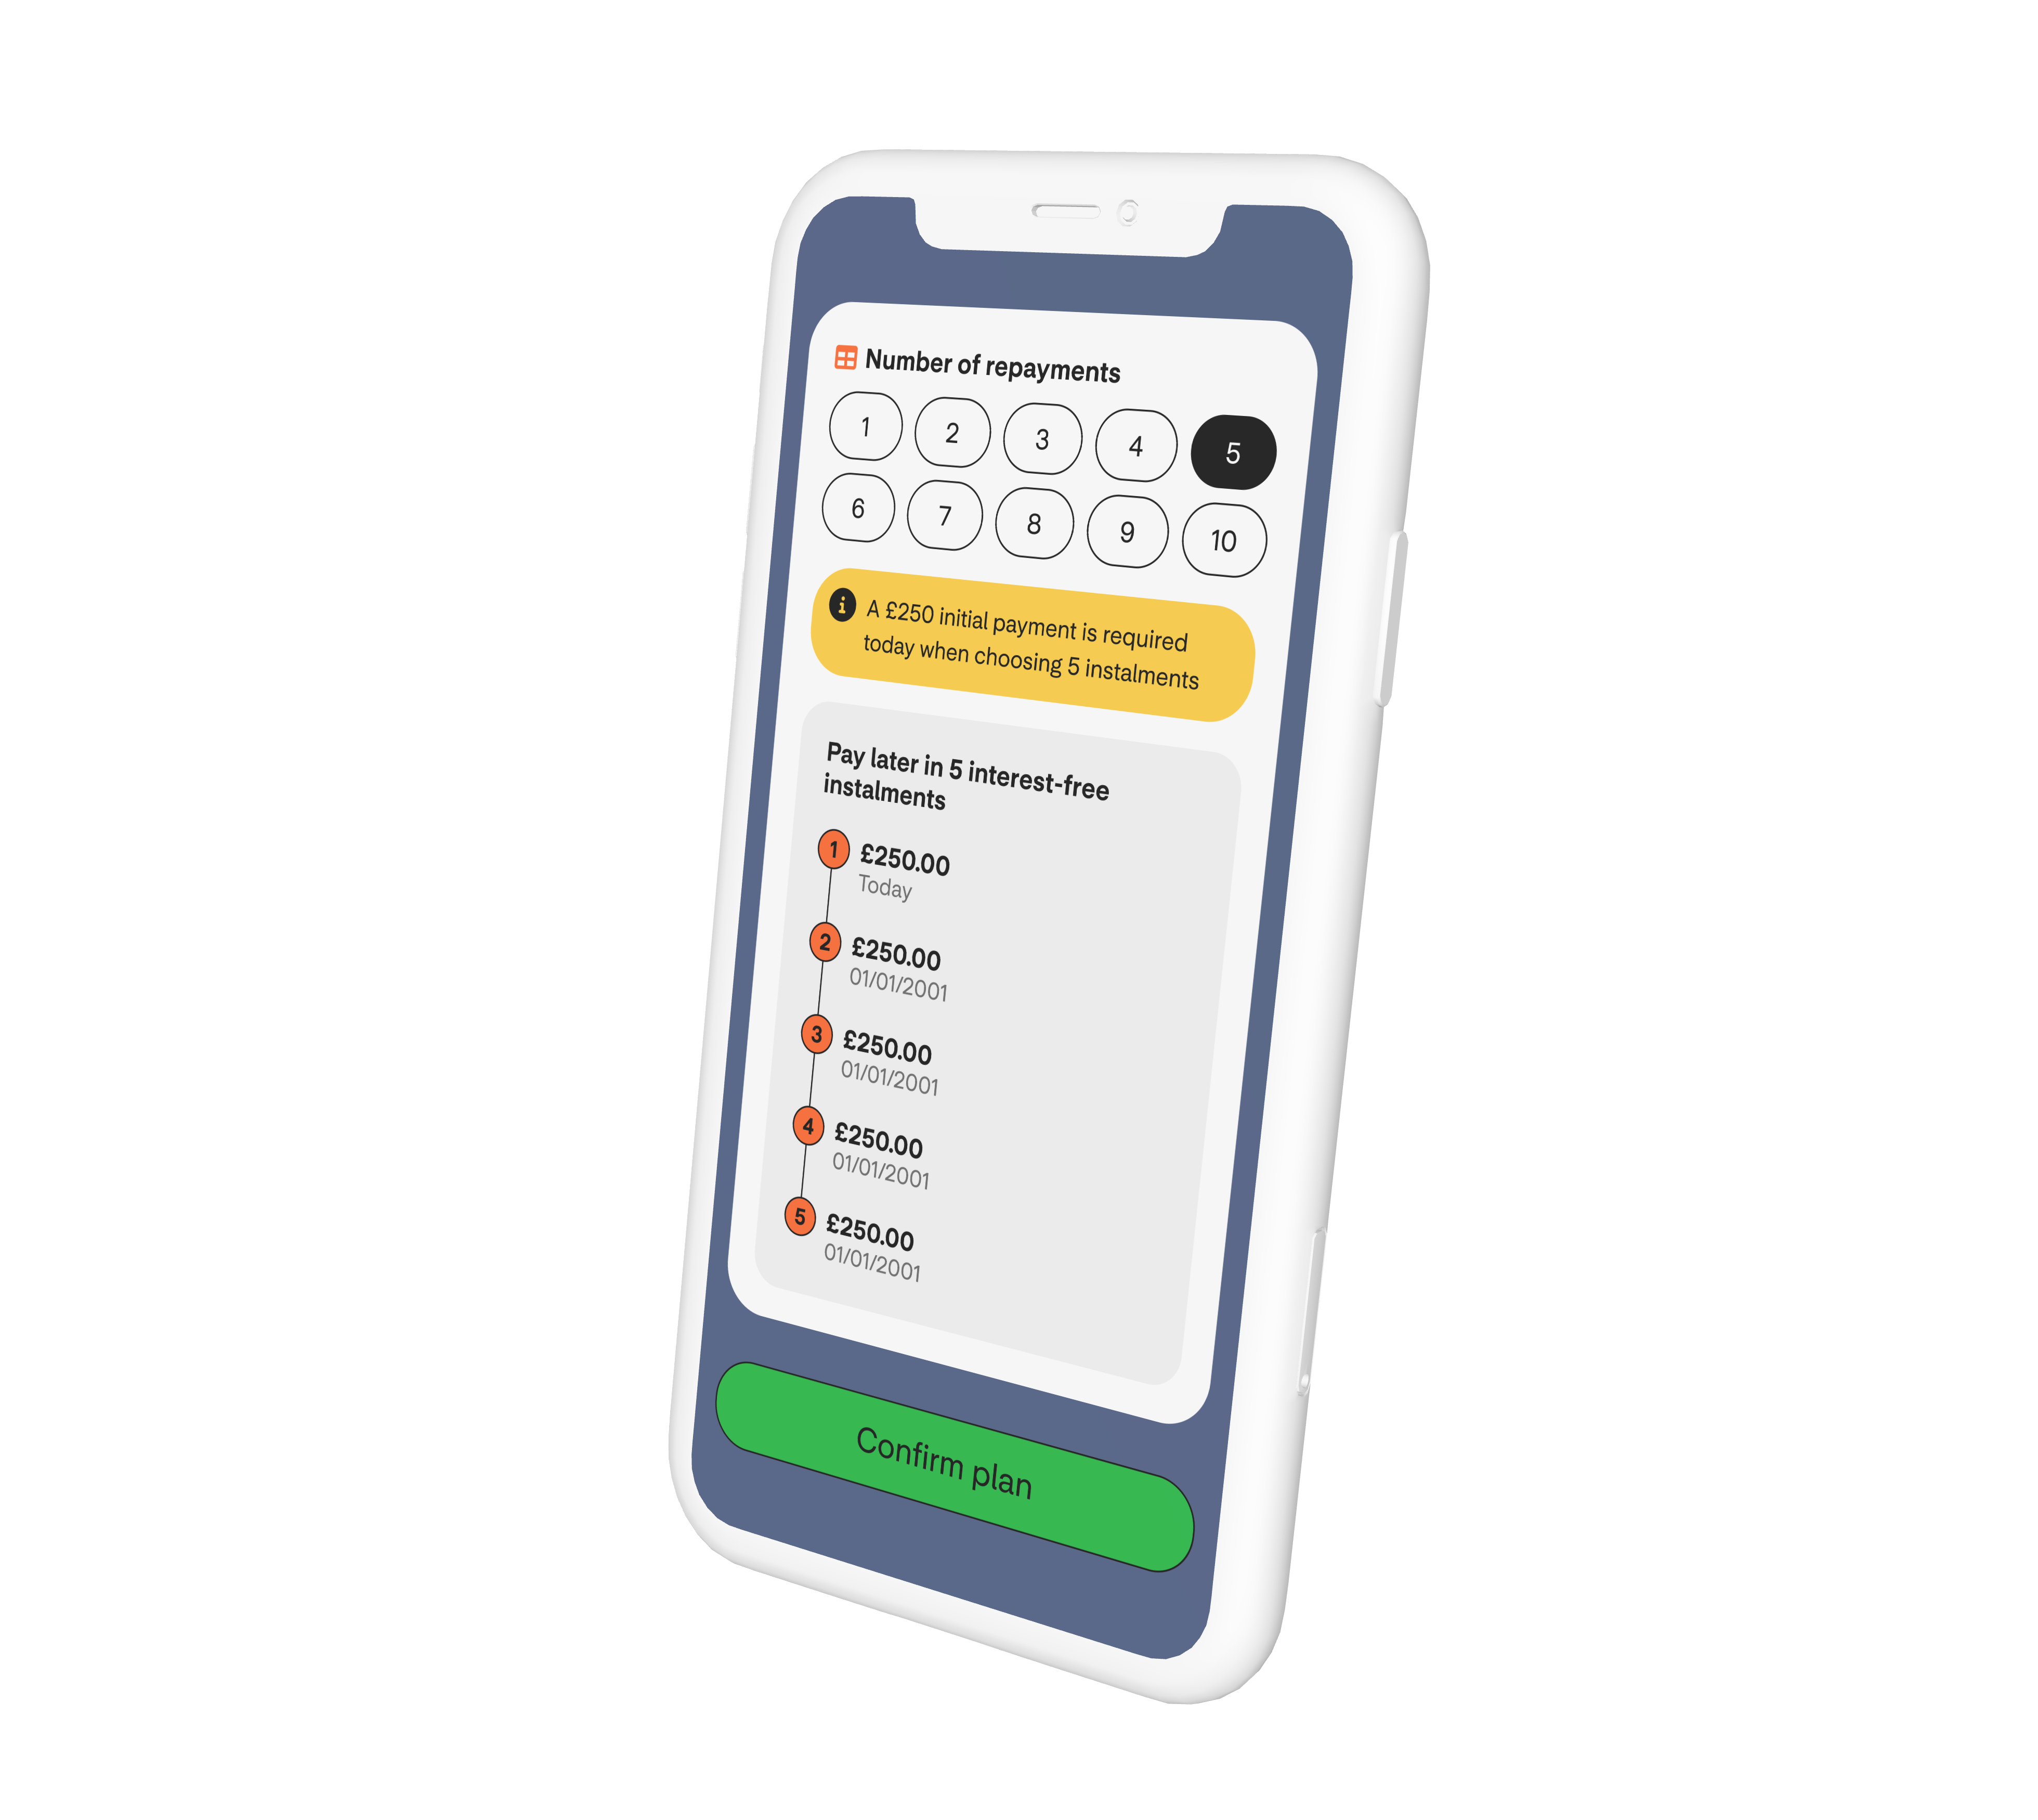 Number of repayments
1 2 3 4 5
6 7 8 9 10
i A £250 initial payment is required
today when choosing 5 instalments
Pay later in 5 interest-free
instalments
1 £250.00
Today
2 £250.00
01/01/2001
3 £250.00
01/01/2001
4 £250.00
01/01/2001
5 £250.00
01/01/2001
Confirm plan